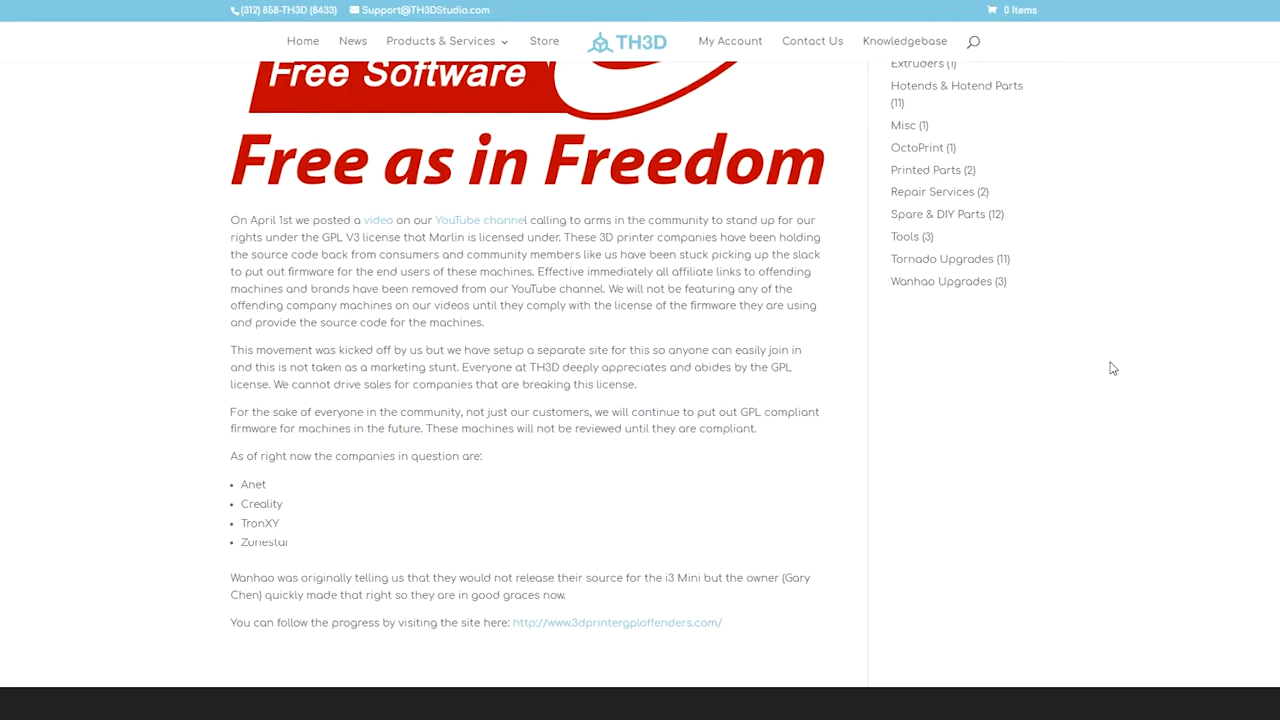 (312) 858-TH3D (8433) Support@TH3DStudio.com 0 Items
Home News Products & Services Store TH3D My Account Contact Us Knowledgebase
Free Software
Free as in Freedom
On April 1st we posted a video on our YouTube channel calling to arms in the community to stand up for our
rights under the GPL V3 license that Marlin is licensed under. These 3D printer companies have been holding
the source code back from consumers and community members like us have been stuck picking up the slack
to put out firmware for the end users of these machines. Effective immediately all affiliate links to offending
machines and brands have been removed from our YouTube channel. We will not be featuring any of the
offending company machines on our videos until they comply with the license of the firmware they are using
and provide the source code for the machines.
This movement was kicked off by us but we have setup a separate site for this so anyone can easily join in
and this is not taken as a marketing stunt. Everyone at TH3D deeply appreciates and abides by the GPL
license. We cannot drive sales for companies that are breaking this license.
For the sake of everyone in the community, not just our customers, we will continue to put out GPL compliant
firmware for machines in the future. These machines will not be reviewed until they are compliant.
As of right now the companies in question are:
• Anet
• Creality
• TronXY
• Zonestar
Wanhao was originally telling us that they would not release their source for the i3 Mini but the owner (Gary
Chen) quickly made that right so they are in good graces now.
You can follow the progress by visiting the site here: http://www.3dprintergploffenders.com/
Extruders (1)
Hotends & Hotend Parts
(11)
Misc (1)
OctoPrint (1)
Printed Parts (2)
Repair Services (2)
Spare & DIY Parts (12)
Tools (3)
Tornado Upgrades (11)
Wanhao Upgrades (3)